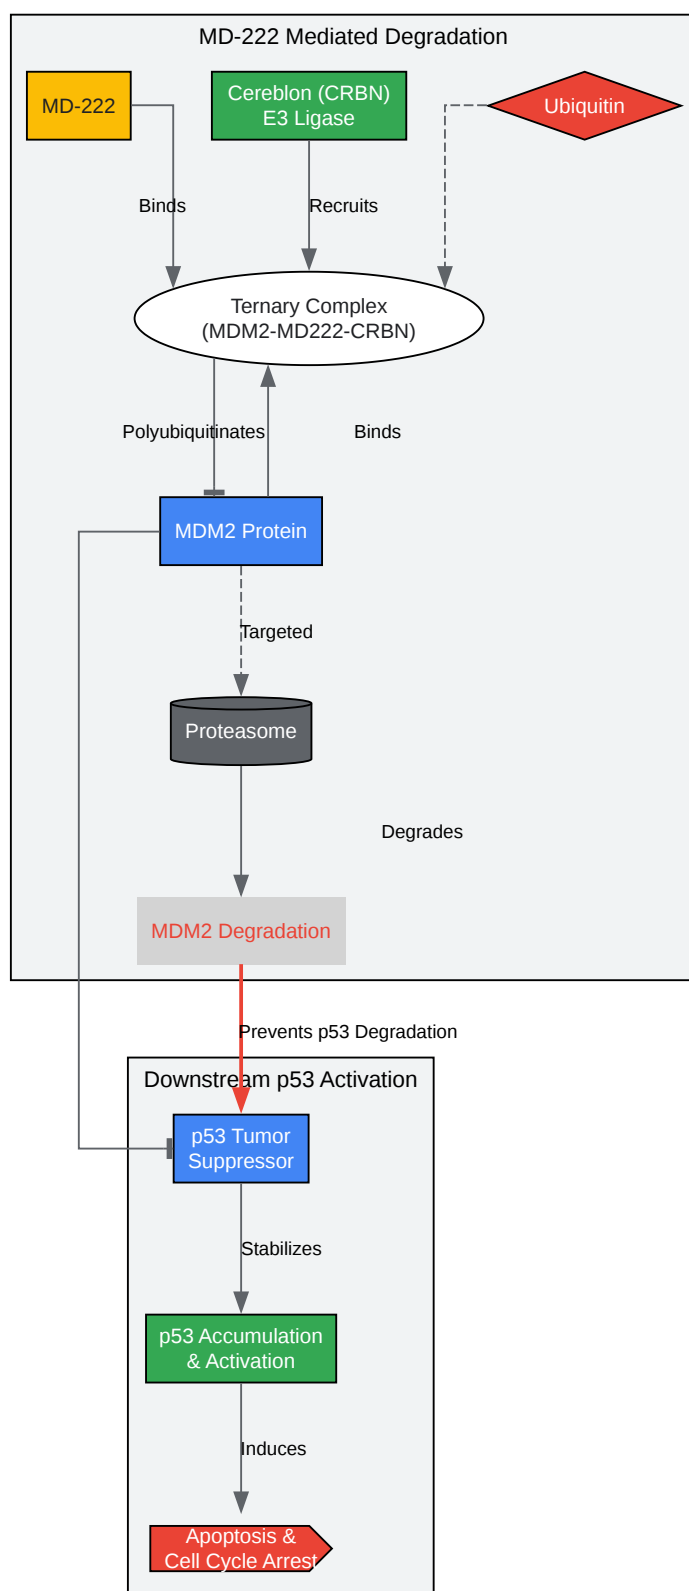 MD-222 Mediated Degradation
MD-222
Cereblon (CRBN)
E3 Ligase
Ubiquitin
Binds
Recruits
Ternary Complex
(MDM2-MD222-CRBN)
Polyubiquitinates
Binds
MDM2 Protein
Targeted
Proteasome
Degrades
MDM2 Degradation
Prevents p53 Degradation
Downstream p53 Activation
p53 Tumor
Suppressor
Stabilizes
p53 Accumulation
& Activation
Induces
Apoptosis &
Cell Cycle Arrest